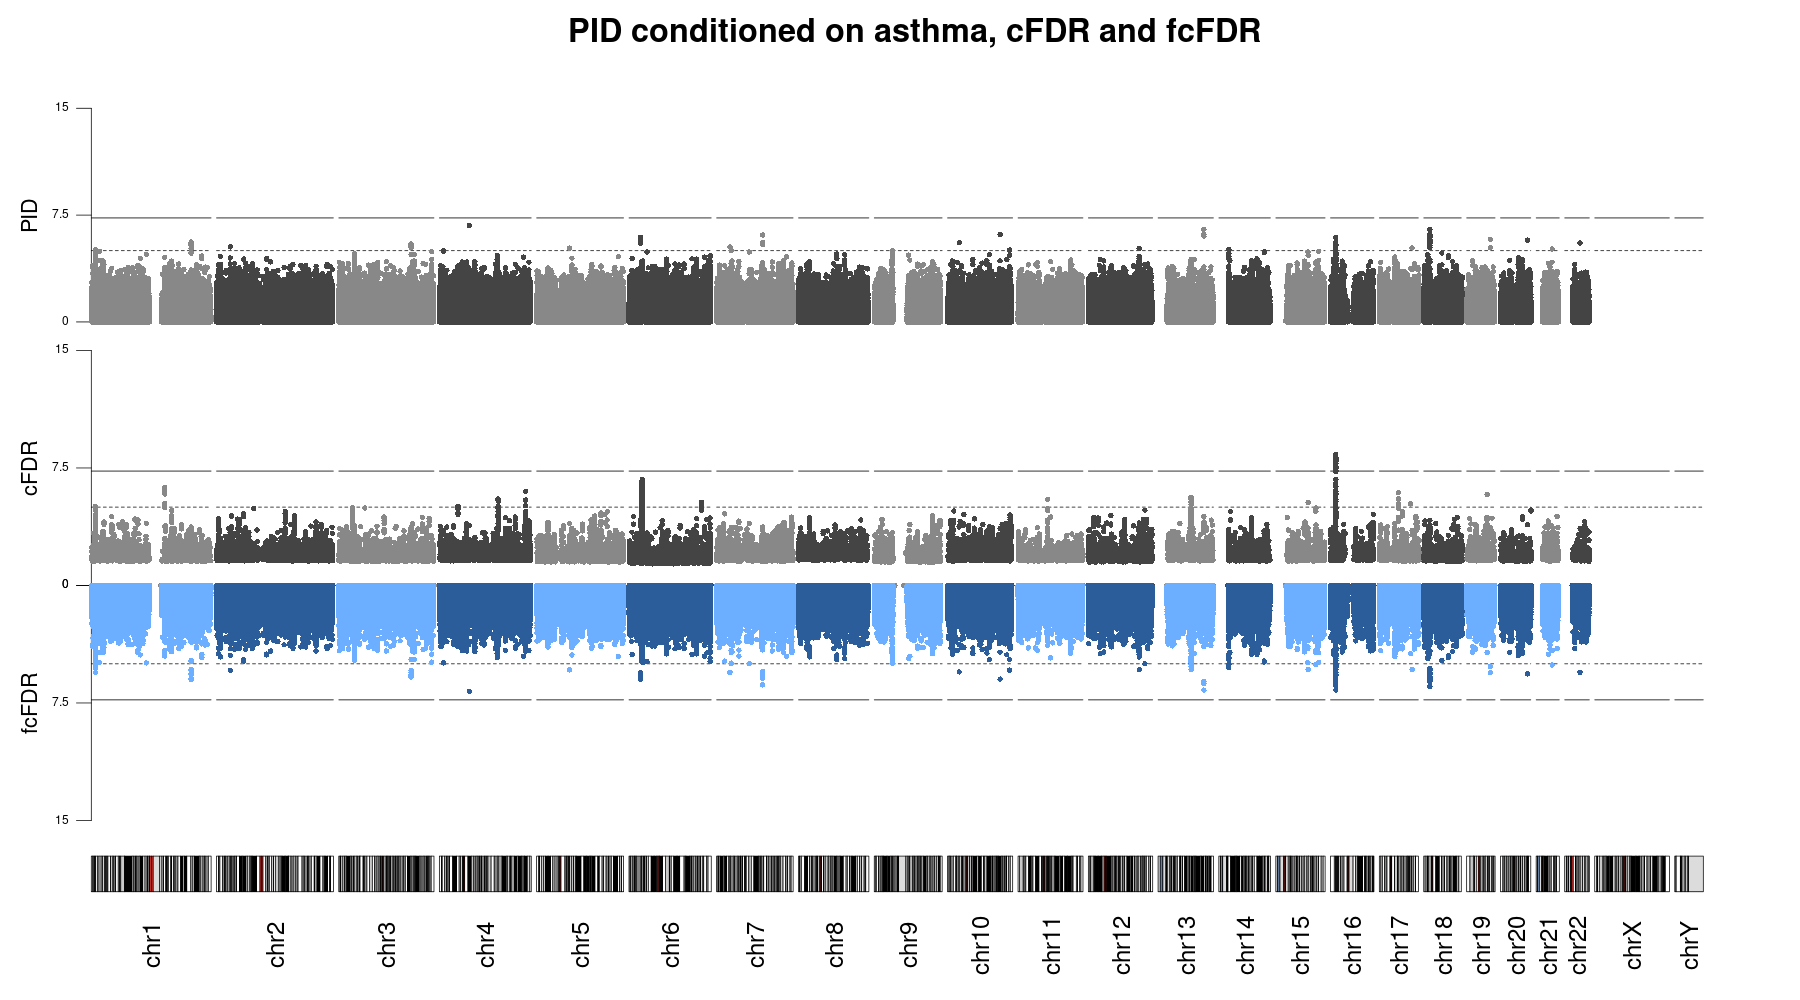 PID conditioned on asthma, cFDR and fcFDR
15
PID
7.5
0
15
cFDR
7.5
0
fcFDR
7.5
15
chr1 chr2 chr3 chr4 chr5 chr6 chr7 chr8 chr9 chr10 chr11 chr12 chr13 chr14 chr15 chr16 chr17 chr18 chr19 chr20 chr21 chr22 chrX chrY